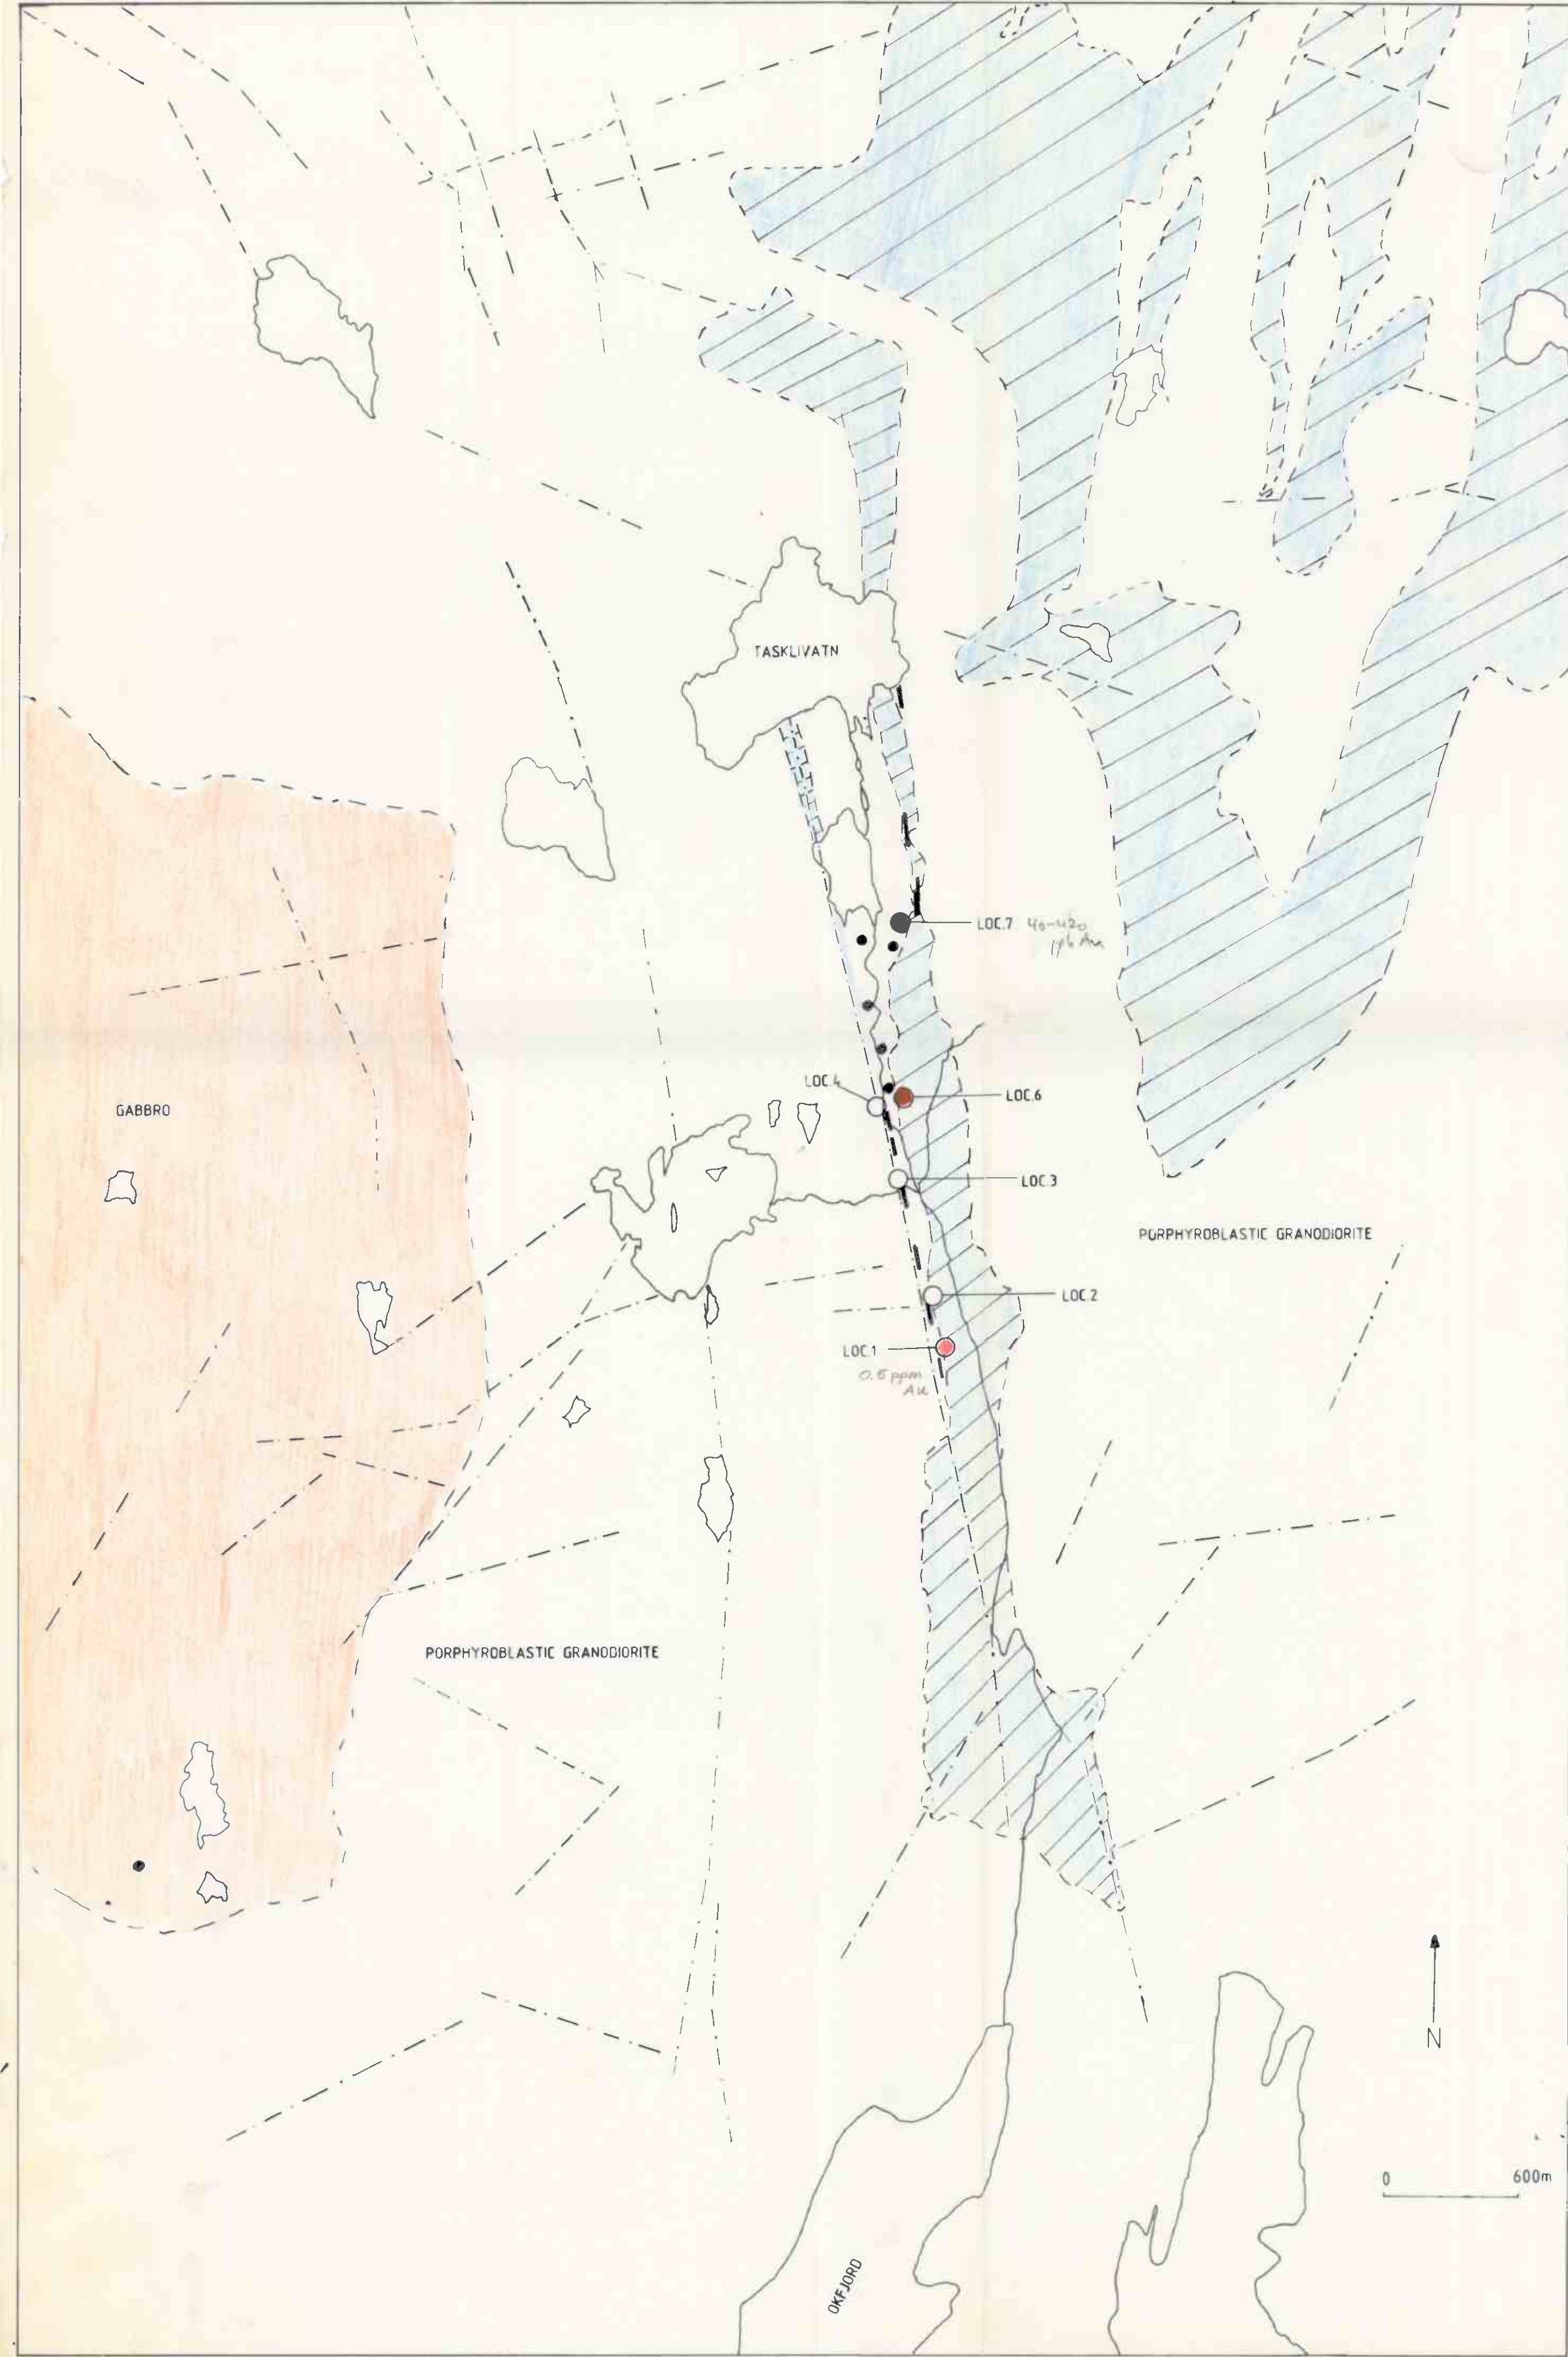 TASKLIVATN
LOC.7 40-420
ppb Au
LOC.4
LOC.6
GABBRO
LOC.3
PORPHYROBLASTIC GRANODIORITE
LOC.2
LOC.1
0.5 ppm
Au
PORPHYROBLASTIC GRANODIORITE
N
0 600m
OKFJORD